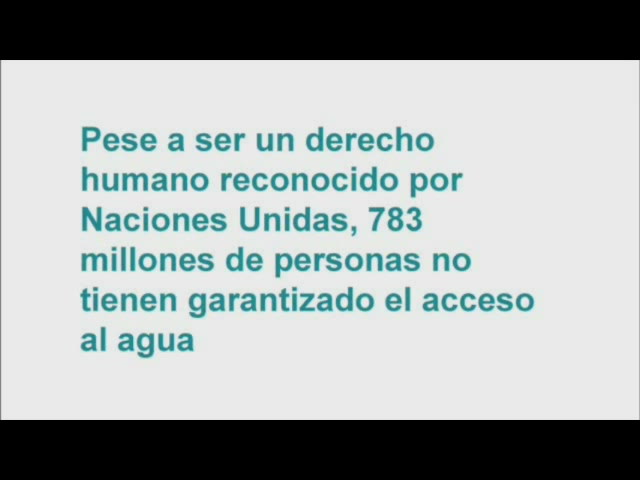 Pese a ser un derecho
humano reconocido por
Naciones Unidas, 783
millones de personas no
tienen garantizado el acceso
al agua